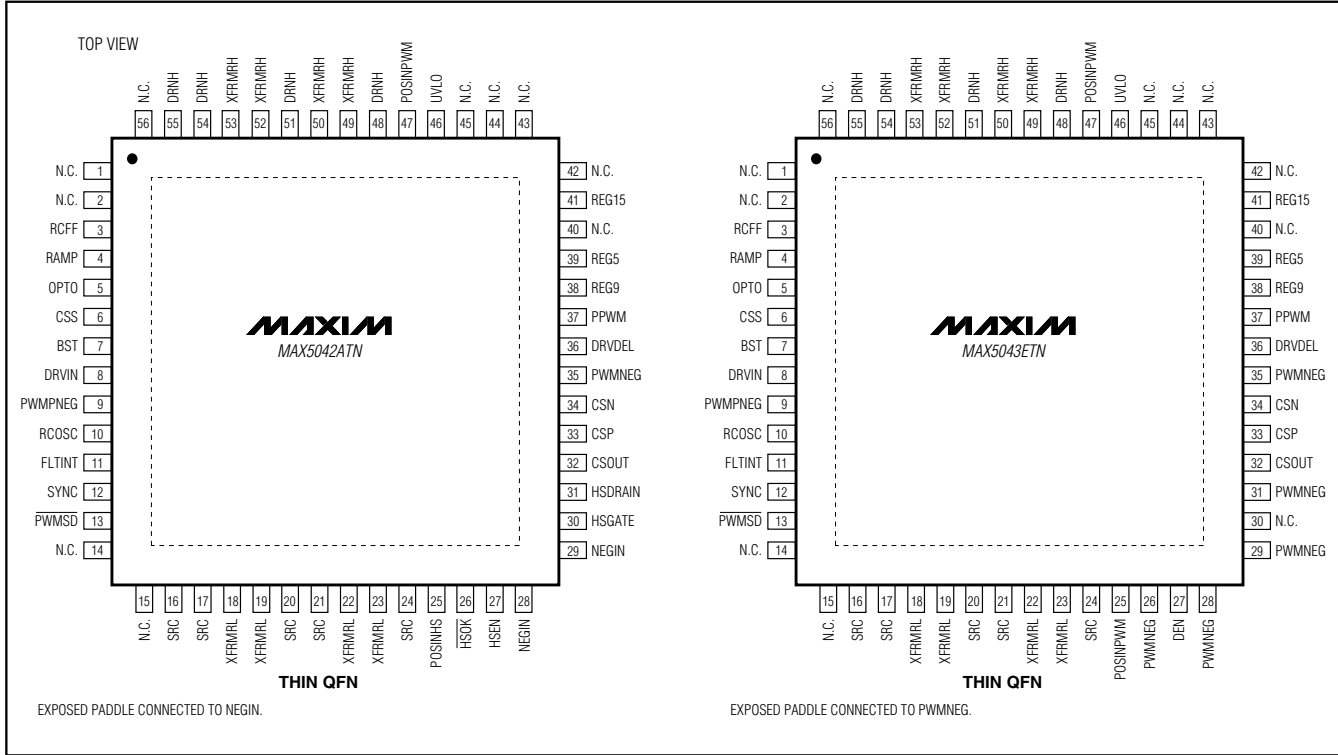 TOP VIEW
N.C. DRNH DRNH XFRMRH XFRMRH DRNH XFRMRH XFRMRH DRNH POSINPWM UVLO N.C. N.C. N.C.
56 55 54 53 52 51 50 49 48 47 46 45 44 43
N.C. 1
N.C. 2
RCFF 3
RAMP 4
OPTO 5
CSS 6
BST 7
DRVIN 8
PWMPNEG 9
RCOSC 10
FLTINT 11
SYNC 12
PWMSD 13
N.C. 14
MAXIM
MAX5042ATN
42 N.C.
41 REG15
40 N.C.
39 REG5
38 REG9
37 PPWM
36 DRVDEL
35 PWMNEG
34 CSN
33 CSP
32 CSOUT
31 HSDRAIN
30 HSGATE
29 NEGIN
15 16 17 18 19 20 21 22 23 24 25 26 27 28
N.C. SRC SRC XFRMRL XFRMRL SRC SRC XFRMRL XFRMRL SRC POSINHS HSOK HSEN NEGIN
THIN QFN
EXPOSED PADDLE CONNECTED TO NEGIN.
N.C. DRNH DRNH XFRMRH XFRMRH DRNH XFRMRH XFRMRH DRNH POSINPWM UVLO N.C. N.C. N.C.
56 55 54 53 52 51 50 49 48 47 46 45 44 43
N.C. 1
N.C. 2
RCFF 3
RAMP 4
OPTO 5
CSS 6
BST 7
DRVIN 8
PWMPNEG 9
RCOSC 10
FLTINT 11
SYNC 12
PWMSD 13
N.C. 14
MAXIM
MAX5043ETN
42 N.C.
41 REG15
40 N.C.
39 REG5
38 REG9
37 PPWM
36 DRVDEL
35 PWMNEG
34 CSN
33 CSP
32 CSOUT
31 PWMNEG
30 N.C.
29 PWMNEG
15 16 17 18 19 20 21 22 23 24 25 26 27 28
N.C. SRC SRC XFRMRL XFRMRL SRC SRC XFRMRL XFRMRL SRC POSINPWM PWMNEG DEN PWMNEG
THIN QFN
EXPOSED PADDLE CONNECTED TO PWMNEG.